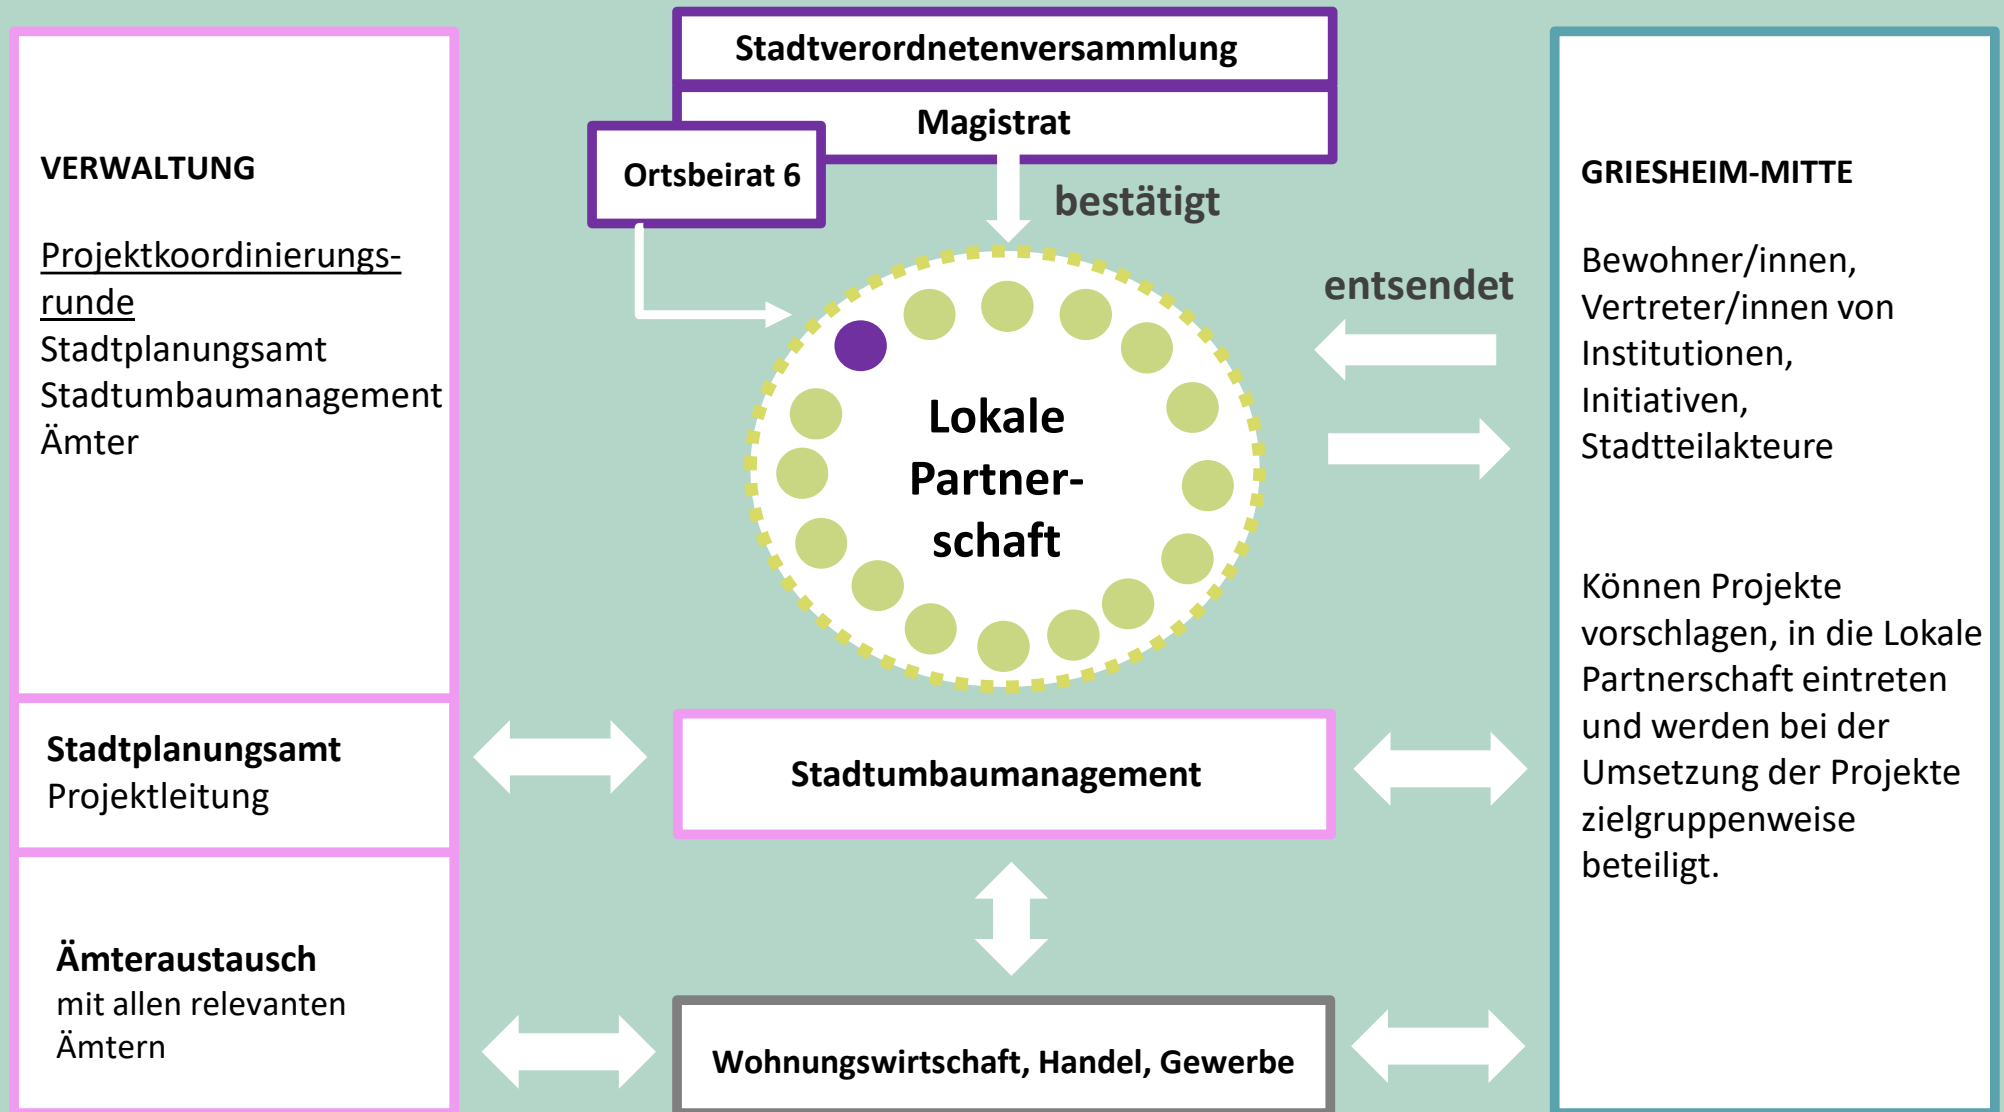 Stadtverordnetenversammlung
Magistrat
Ortsbeirat 6
bestätigt
VERWALTUNG
Projektkoordinierungs-
runde
Stadtplanungsamt
Stadtumbaumanagement
Ämter
Stadtplanungsamt
Projektleitung
Ämteraustausch
mit allen relevanten
Ämtern
Lokale
Partner-
schaft
entsendet
Stadtumbaumanagement
Wohnungswirtschaft, Handel, Gewerbe
GRIESHEIM-MITTE
Bewohner/innen,
Vertreter/innen von
Institutionen,
Initiativen,
Stadtteilakteure
Können Projekte
vorschlagen, in die Lokale
Partnerschaft eintreten
und werden bei der
Umsetzung der Projekte
zielgruppenweise
beteiligt.